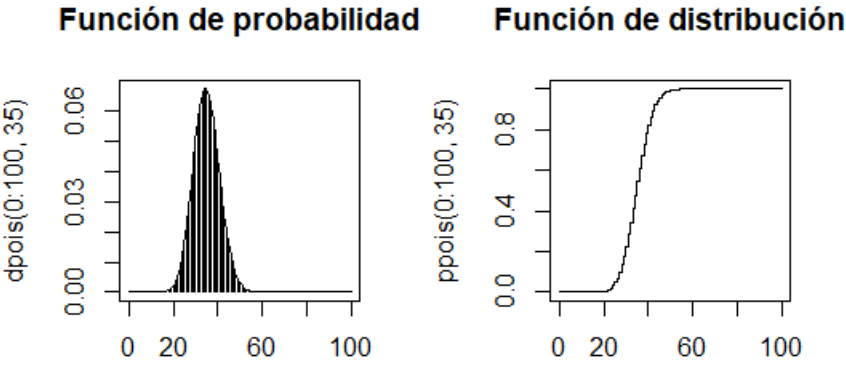 Función de probabilidad
dpois(0:100, 35)
0.06
0.03
0.00
0 20 60 100
Función de distribución
ppois(0:100, 35)
0.8
0.4
0.0
0 20 60 100